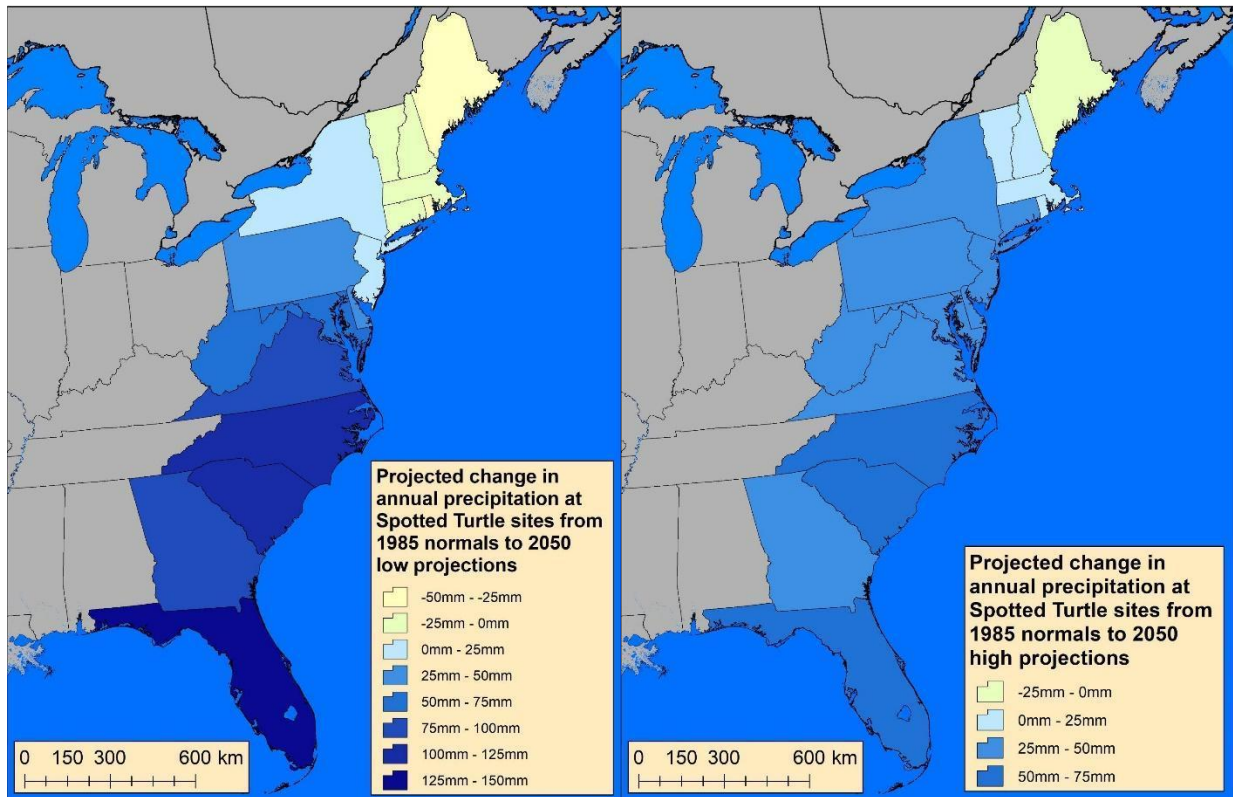 Projected change in
annual precipitation at
Spotted Turtle sites from
1985 normals to 2050
low projections
-50mm - -25mm
-25mm - 0mm
0mm - 25mm
25mm - 50mm
50mm - 75mm
75mm - 100mm
100mm - 125mm
125mm - 150mm
0 150 300 600 km
Projected change in
annual precipitation at
Spotted Turtle sites from
1985 normals to 2050
high projections
-25mm - 0mm
0mm - 25mm
25mm - 50mm
50mm - 75mm
0 150 300 600 km